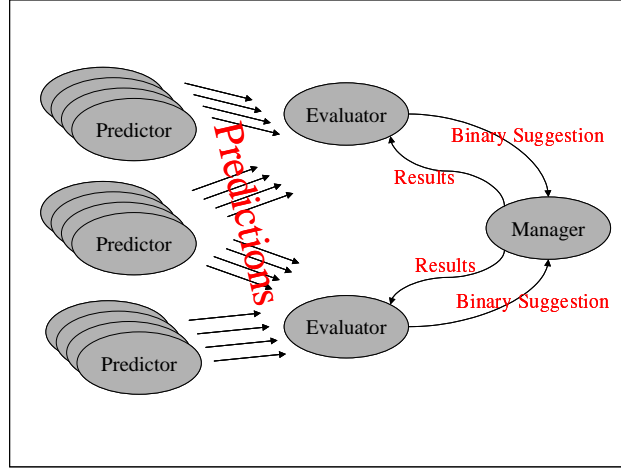 Predictor
Predictor
Predictor
Predictions
Evaluator
Binary Suggestion
Results
Manager
Results
Binary Suggestion
Evaluator